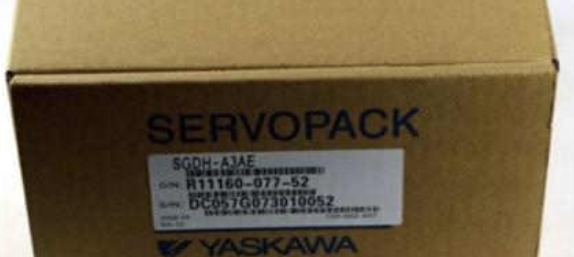 SERVOPACK
SGDH-A3AE
O/N R11160-077-52
S/N DC057G073010052
YASKAWA